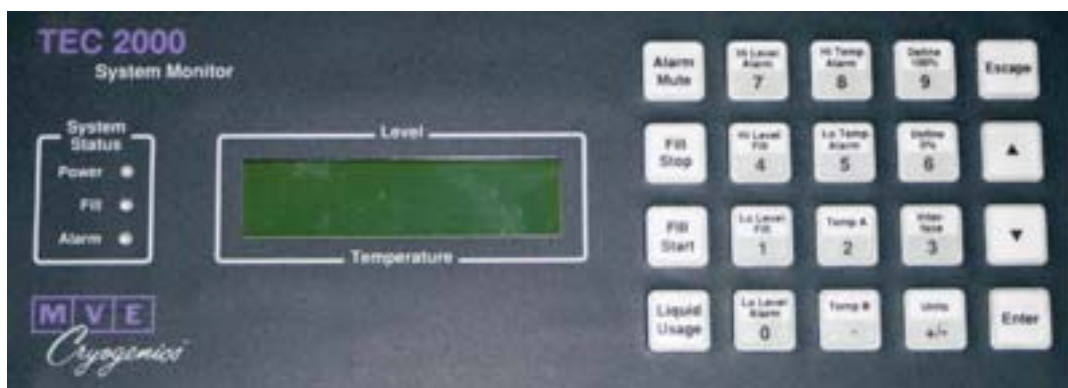 TEC 2000
System Monitor
System
Status
Power
Fill
Alarm
Level
Temperature
MVE
Cryogenics
Alarm
Mute
Hi Level
Alarm
7
Hi Temp
Alarm
8
Define
100%
9
Escape
Fill
Stop
Hi Level
Fill
4
Lo Temp
Alarm
5
Define
0%
6
▲
Fill
Start
Lo Level
Fill
1
Temp A
2
Inter-
face
3
▼
Liquid
Usage
Lo Level
Alarm
0
Temp B
Units
+/-
Enter